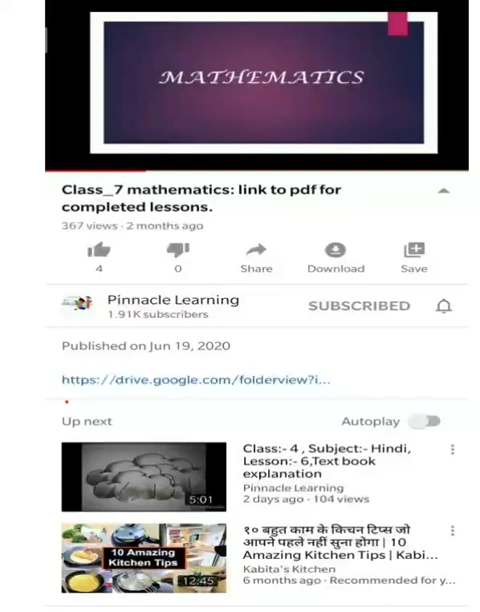 MATHEMATICS
Class_7 mathematics: link to pdf for
completed lessons.
367 views · 2 months ago
4
0
Share
Download
Save
Pinnacle Learning
1.91K subscribers
SUBSCRIBED
Published on Jun 19, 2020
https://drive.google.com/folderview?i...
Up next
Autoplay
5:01
Class:- 4 , Subject:- Hindi,
Lesson:- 6,Text book
explanation
Pinnacle Learning
2 days ago · 104 views
10 Amazing
Kitchen Tips
12:45
१० बहुत काम के किचन टिप्स जो
आपने पहले नहीं सुना होगा | 10
Amazing Kitchen Tips | Kabi...
Kabita's Kitchen
6 months ago · Recommended for y...